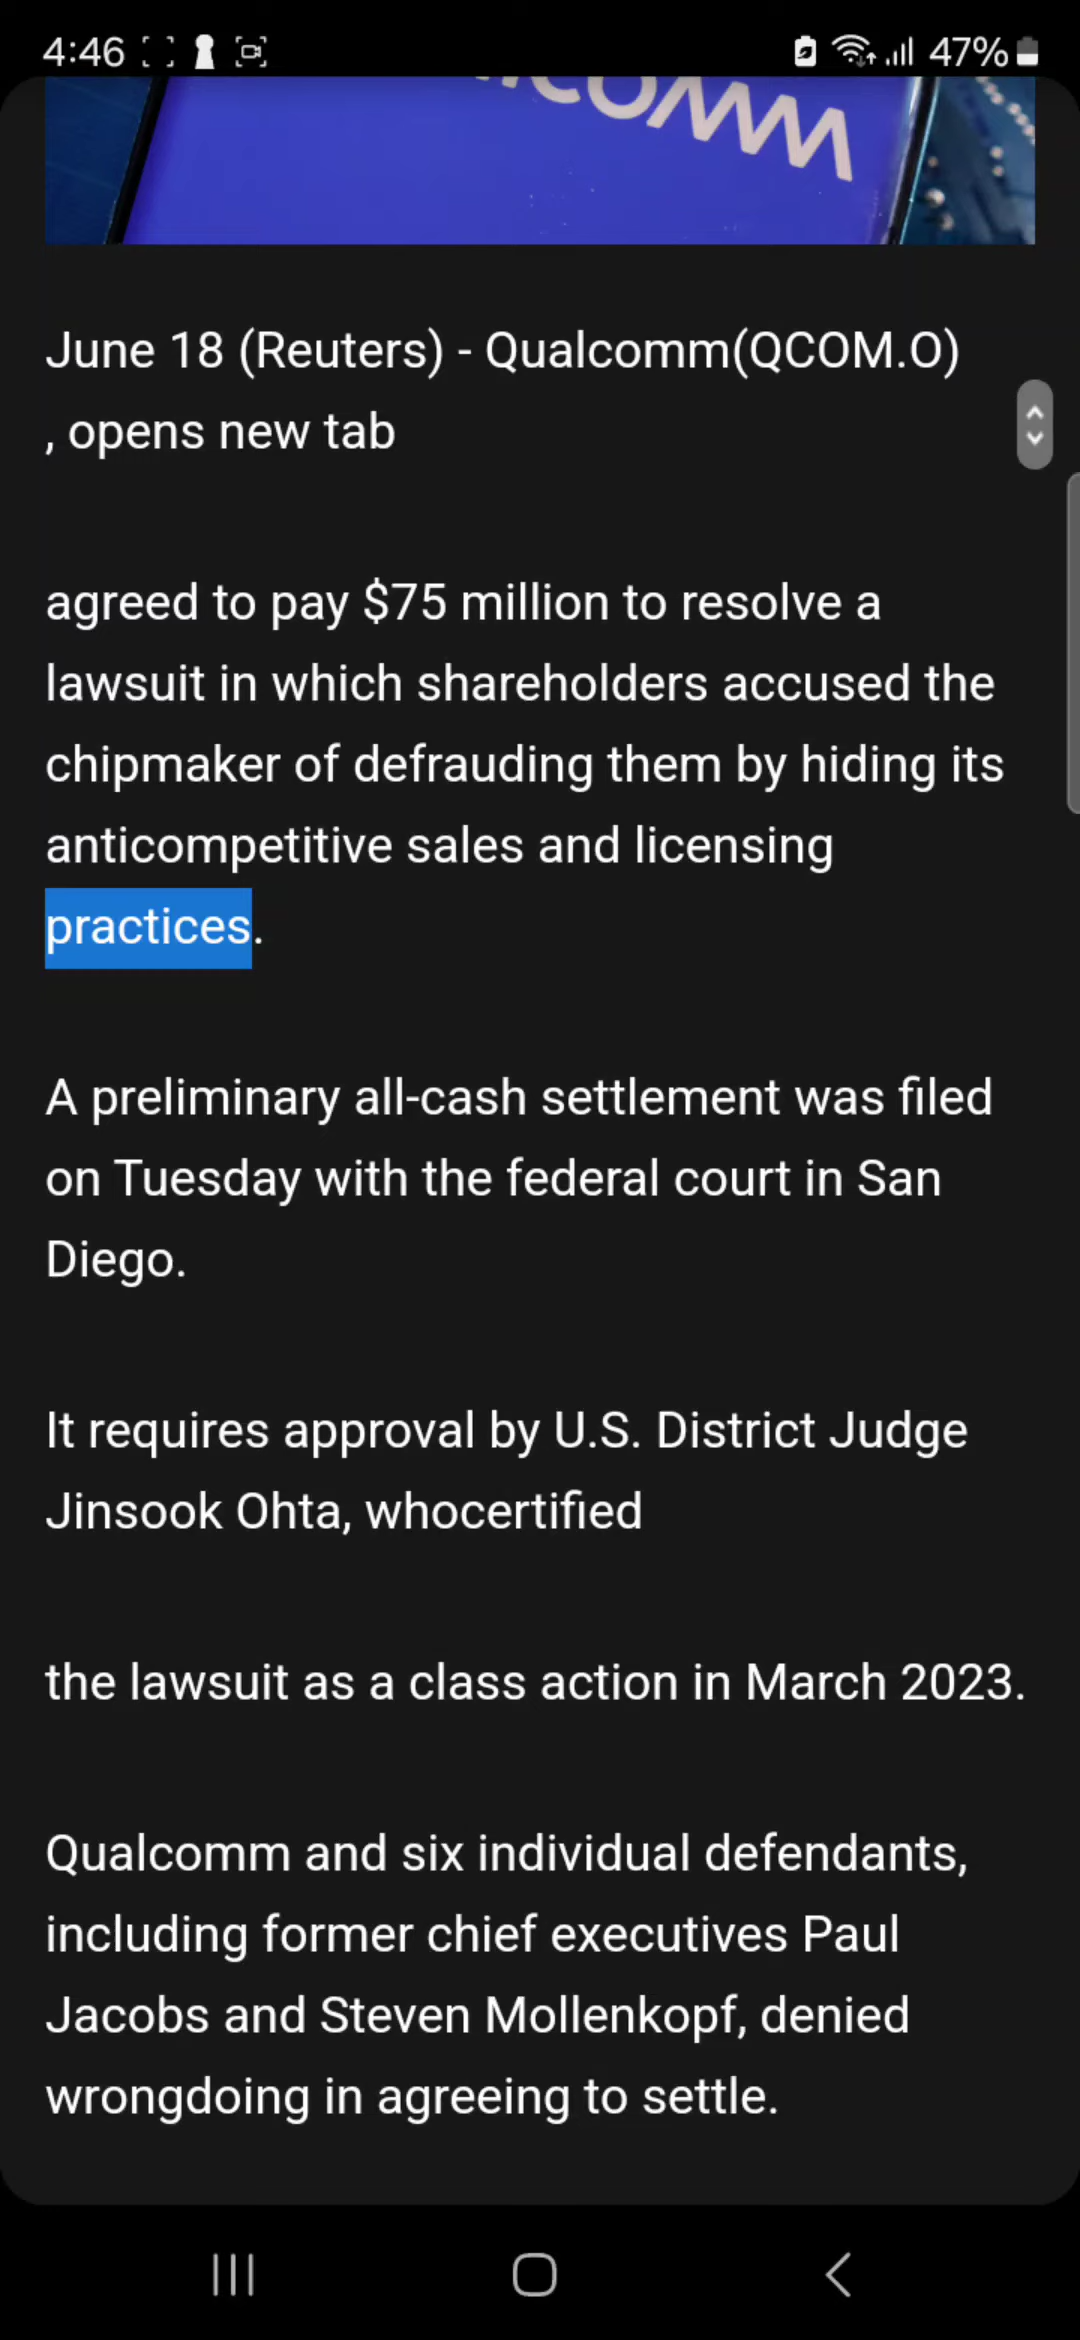 4:46
47%
COMM
June 18 (Reuters) - Qualcomm(QCOM.O)
, opens new tab
agreed to pay $75 million to resolve a
lawsuit in which shareholders accused the
chipmaker of defrauding them by hiding its
anticompetitive sales and licensing
practices.
A preliminary all-cash settlement was filed
on Tuesday with the federal court in San
Diego.
It requires approval by U.S. District Judge
Jinsook Ohta, whocertified
the lawsuit as a class action in March 2023.
Qualcomm and six individual defendants,
including former chief executives Paul
Jacobs and Steven Mollenkopf, denied
wrongdoing in agreeing to settle.